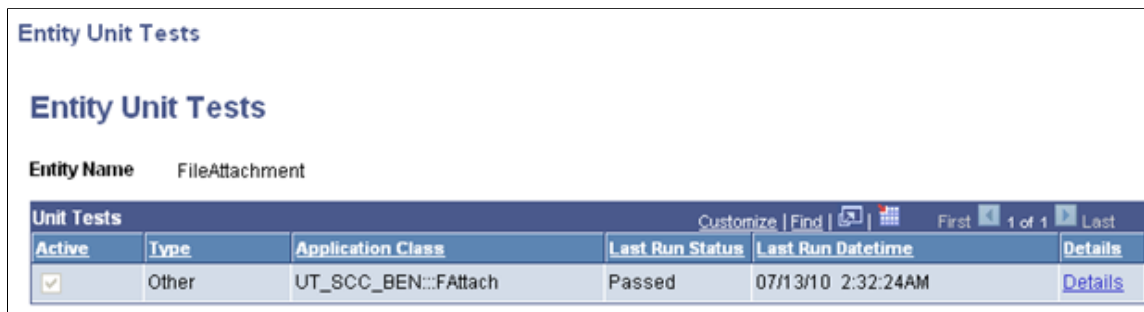 Entity Unit Tests
Entity Unit Tests
Entity Name FileAttachment
Unit Tests Customize | Find | | First 1 of 1 Last
Active Type Application Class Last Run Status Last Run Datetime Details
Other UT_SCC_BEN:::FAttach Passed 07/13/10 2:32:24AM Details